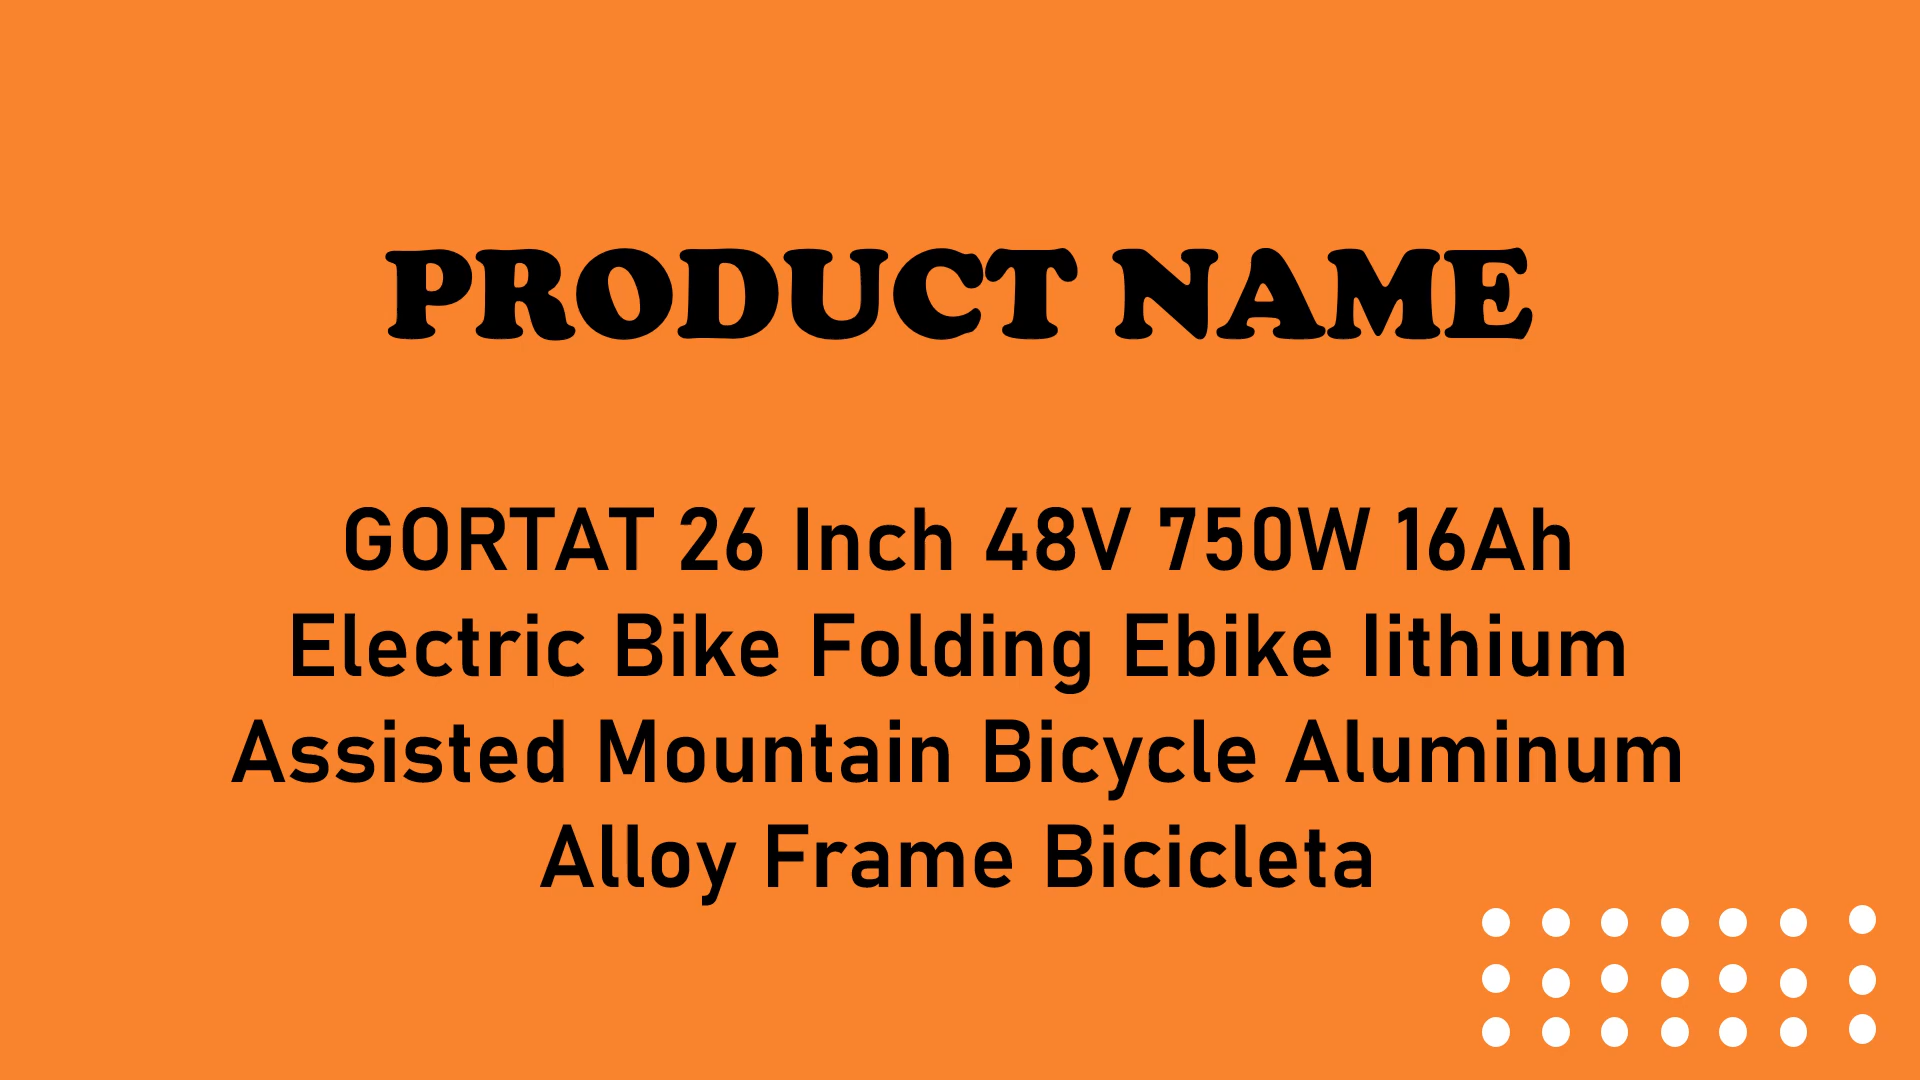 PRODUCT NAME
GORTAT 26 Inch 48V 750W 16Ah
Electric Bike Folding Ebike Iithium
Assisted Mountain Bicycle Aluminum
Alloy Frame Bicicleta